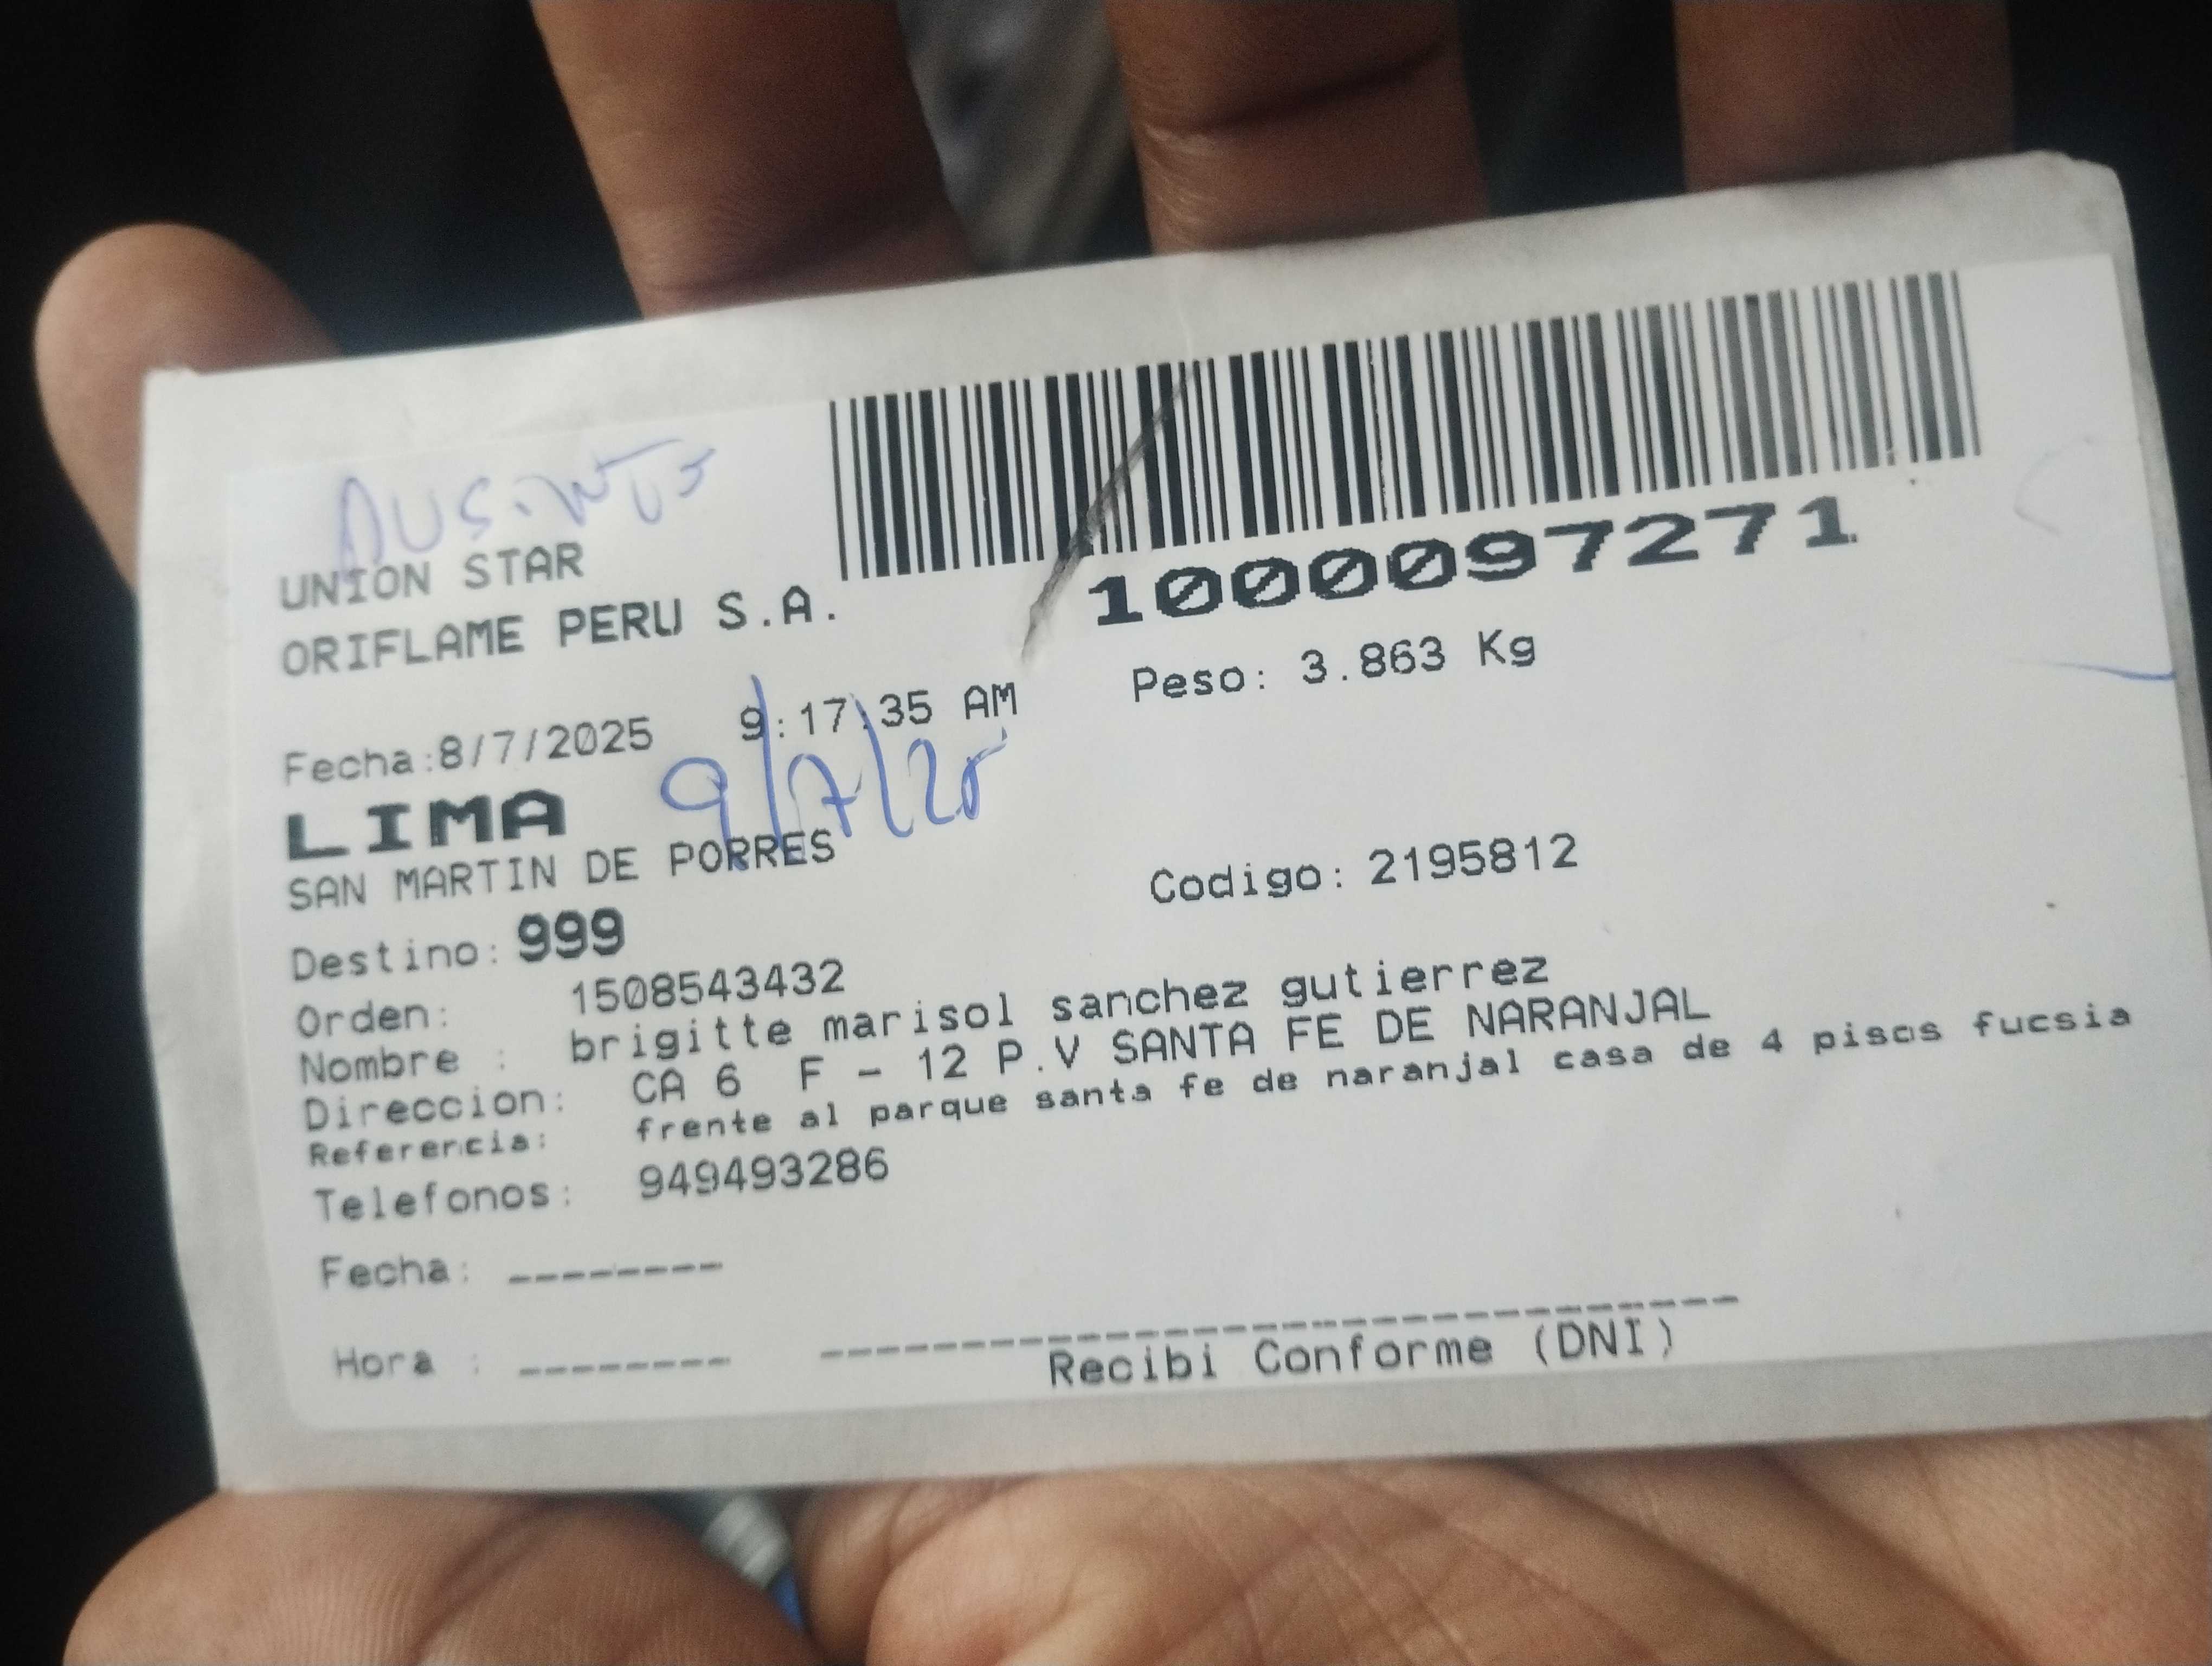 Ausente
UNION STAR
ORIFLAME PERU S.A.
1000097271
Fecha:8/7/2025 9:17:35 AM
Peso: 3.863 Kg
9/7/25
LIMA
SAN MARTIN DE PORRES
Codigo: 2195812
Destino: 999
Orden: 1508543432
Nombre : brigitte marisol sanchez gutierrez
Direccion: CA 6 F - 12 P.V SANTA FE DE NARANJAL
Referencia: frente al parque santa fe de naranjal casa de 4 pisos fucsia
Telefonos: 949493286
Fecha: --------
Hora : --------
Recibi Conforme (DNI)